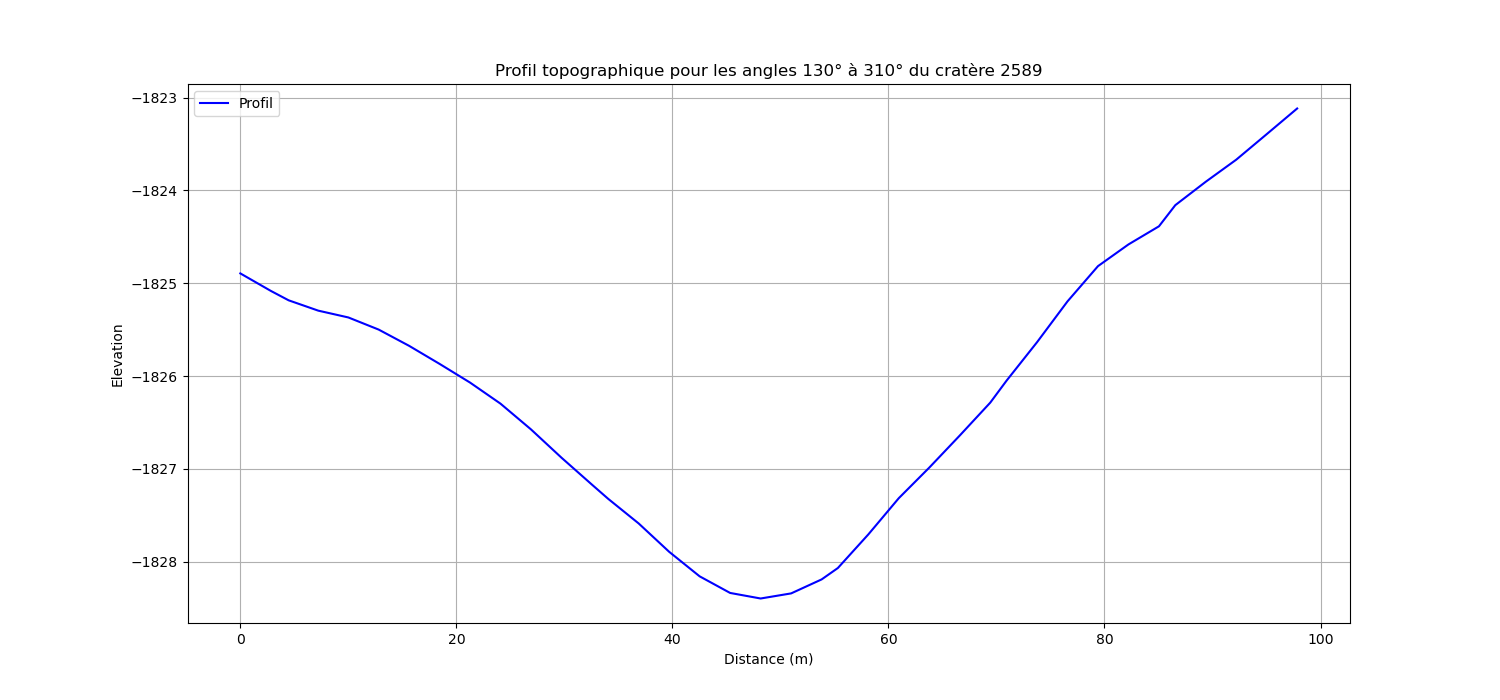 Profil topographique pour les angles 130° à 310° du cratère 2589
Profil
−1823
−1824
−1825
−1826
−1827
−1828
Elevation
0 20 40 60 80 100
Distance (m)